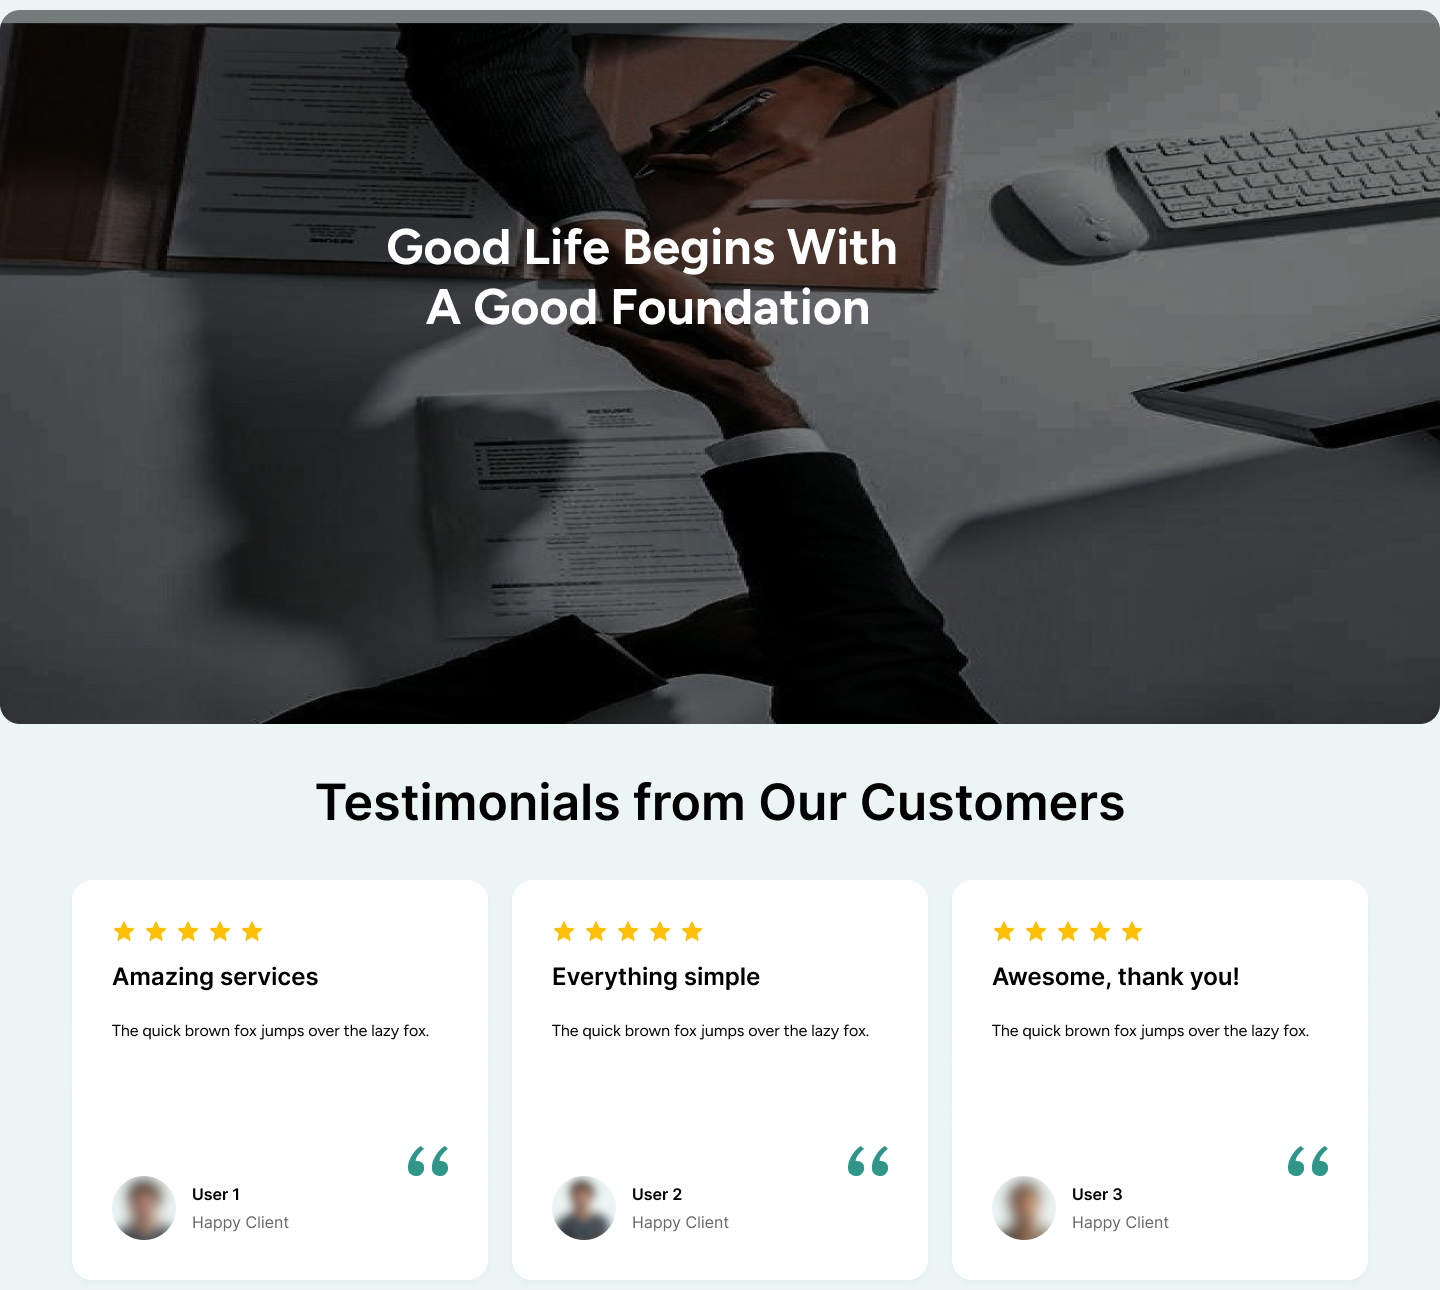 Good Life Begins With
A Good Foundation
RESUME
Testimonials from Our Customers
Amazing services
The quick brown fox jumps over the lazy fox.
User 1
Happy Client
Everything simple
The quick brown fox jumps over the lazy fox.
User 2
Happy Client
Awesome, thank you!
The quick brown fox jumps over the lazy fox.
User 3
Happy Client